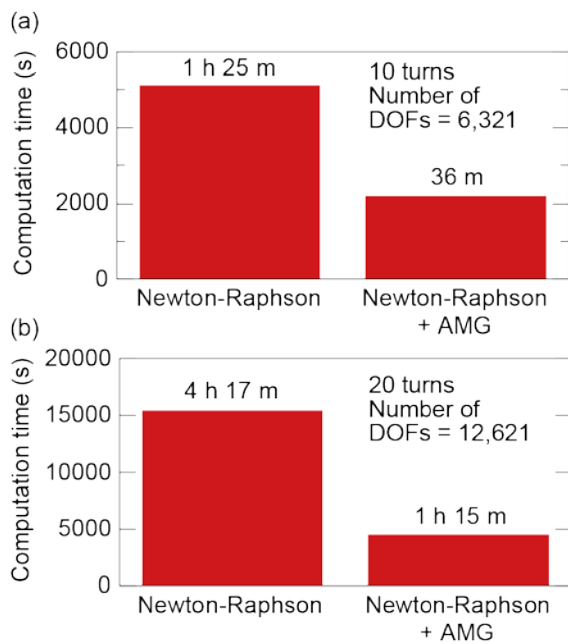 (a)
Computation time (s)
6000
4000
2000
0
1 h 25 m
10 turns
Number of
DOFs = 6,321
36 m
Newton-Raphson
Newton-Raphson
+ AMG
(b)
Computation time (s)
20000
15000
10000
5000
0
4 h 17 m
20 turns
Number of
DOFs = 12,621
1 h 15 m
Newton-Raphson
Newton-Raphson
+ AMG